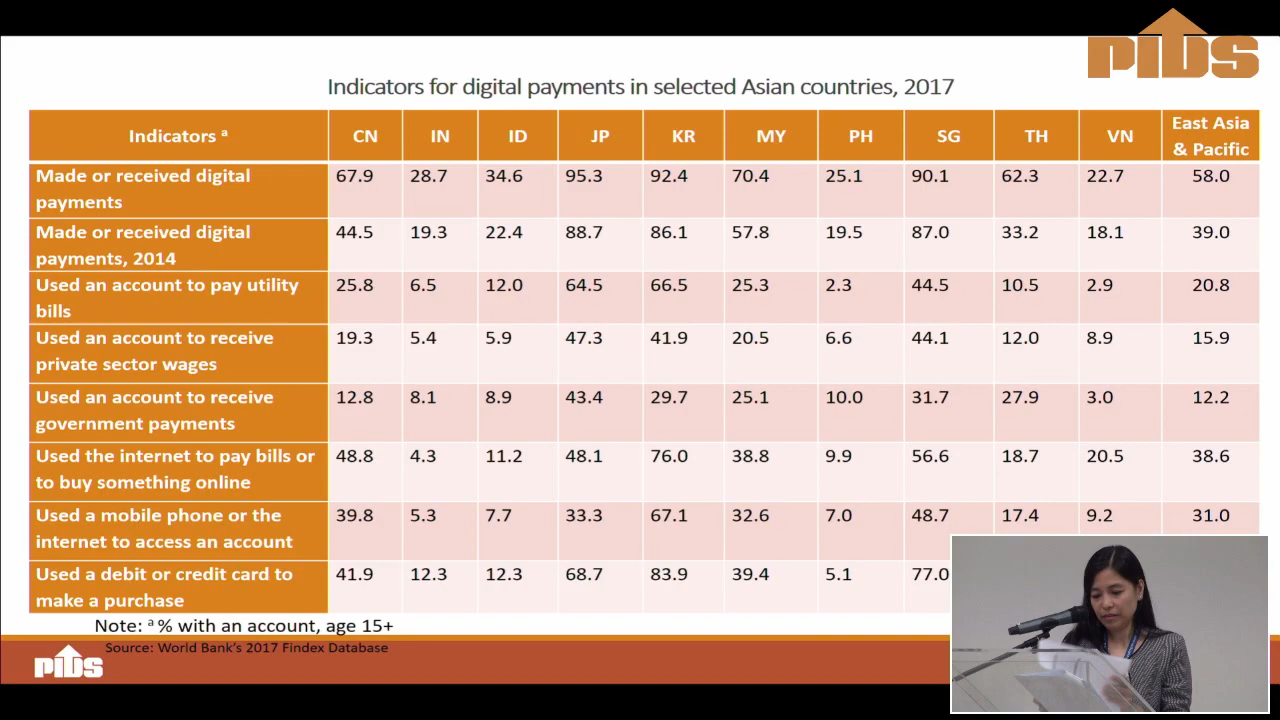 PIDS
Indicators for digital payments in selected Asian countries, 2017
Indicators ᵃ CN IN ID JP KR MY PH SG TH VN East Asia & Pacific
Made or received digital payments 67.9 28.7 34.6 95.3 92.4 70.4 25.1 90.1 62.3 22.7 58.0
Made or received digital payments, 2014 44.5 19.3 22.4 88.7 86.1 57.8 19.5 87.0 33.2 18.1 39.0
Used an account to pay utility bills 25.8 6.5 12.0 64.5 66.5 25.3 2.3 44.5 10.5 2.9 20.8
Used an account to receive private sector wages 19.3 5.4 5.9 47.3 41.9 20.5 6.6 44.1 12.0 8.9 15.9
Used an account to receive government payments 12.8 8.1 8.9 43.4 29.7 25.1 10.0 31.7 27.9 3.0 12.2
Used the internet to pay bills or to buy something online 48.8 4.3 11.2 48.1 76.0 38.8 9.9 56.6 18.7 20.5 38.6
Used a mobile phone or the internet to access an account 39.8 5.3 7.7 33.3 67.1 32.6 7.0 48.7 17.4 9.2 31.0
Used a debit or credit card to make a purchase 41.9 12.3 12.3 68.7 83.9 39.4 5.1 77.0
Note: ᵃ % with an account, age 15+
Source: World Bank's 2017 Findex Database
PIDS